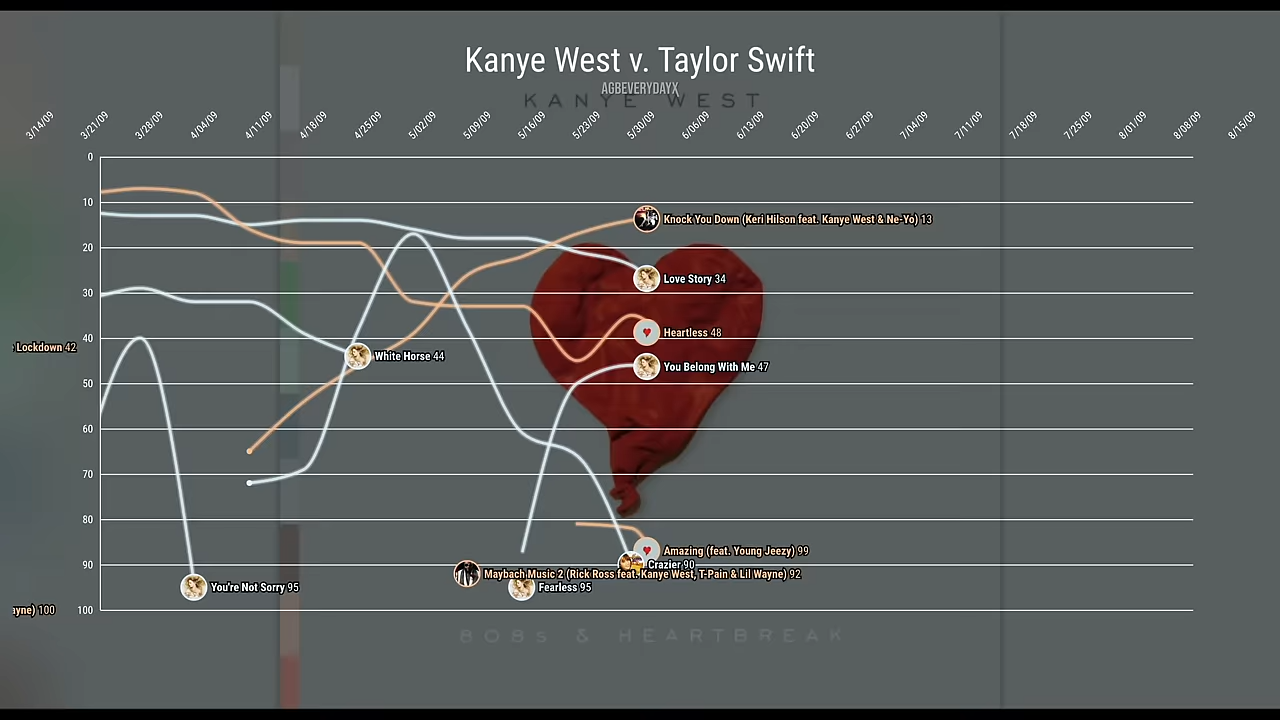 Kanye West v. Taylor Swift
AGBEVERYDAYX
KANYE WEST
3/14/09
3/21/09
3/28/09
4/04/09
4/11/09
4/18/09
4/25/09
5/02/09
5/09/09
5/16/09
5/23/09
5/30/09
6/06/09
6/13/09
6/20/09
6/27/09
7/04/09
7/11/09
7/18/09
7/25/09
8/01/09
8/08/09
8/15/09
0
10
20
Knock You Down (Keri Hilson feat. Kanye West & Ne-Yo) 13
Love Story 34
30
Heartless 48
40
Lockdown 42
White Horse 44
You Belong With Me 47
50
60
70
80
Amazing (feat. Young Jeezy) 99
90
Crazier 90
Maybach Music 2 (Rick Ross feat. Kanye West, T-Pain & Lil Wayne) 92
You're Not Sorry 95
Fearless 95
ayne) 100
100
808s & HEARTBREAK